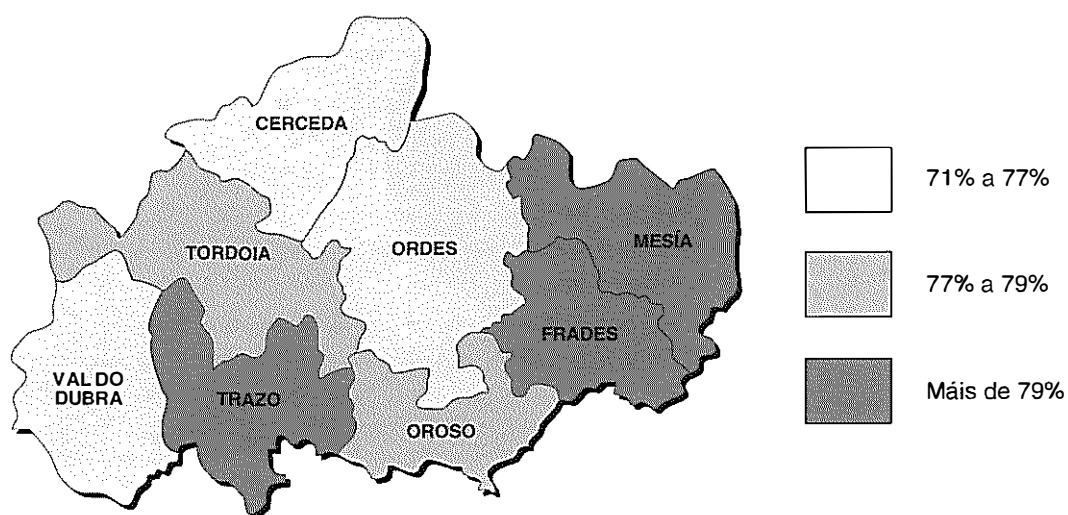 CERCEDA
TORDOIA
ORDES
MESÍA
FRADES
VAL DO
DUBRA
TRAZO
OROSO
71% a 77%
77% a 79%
Máis de 79%